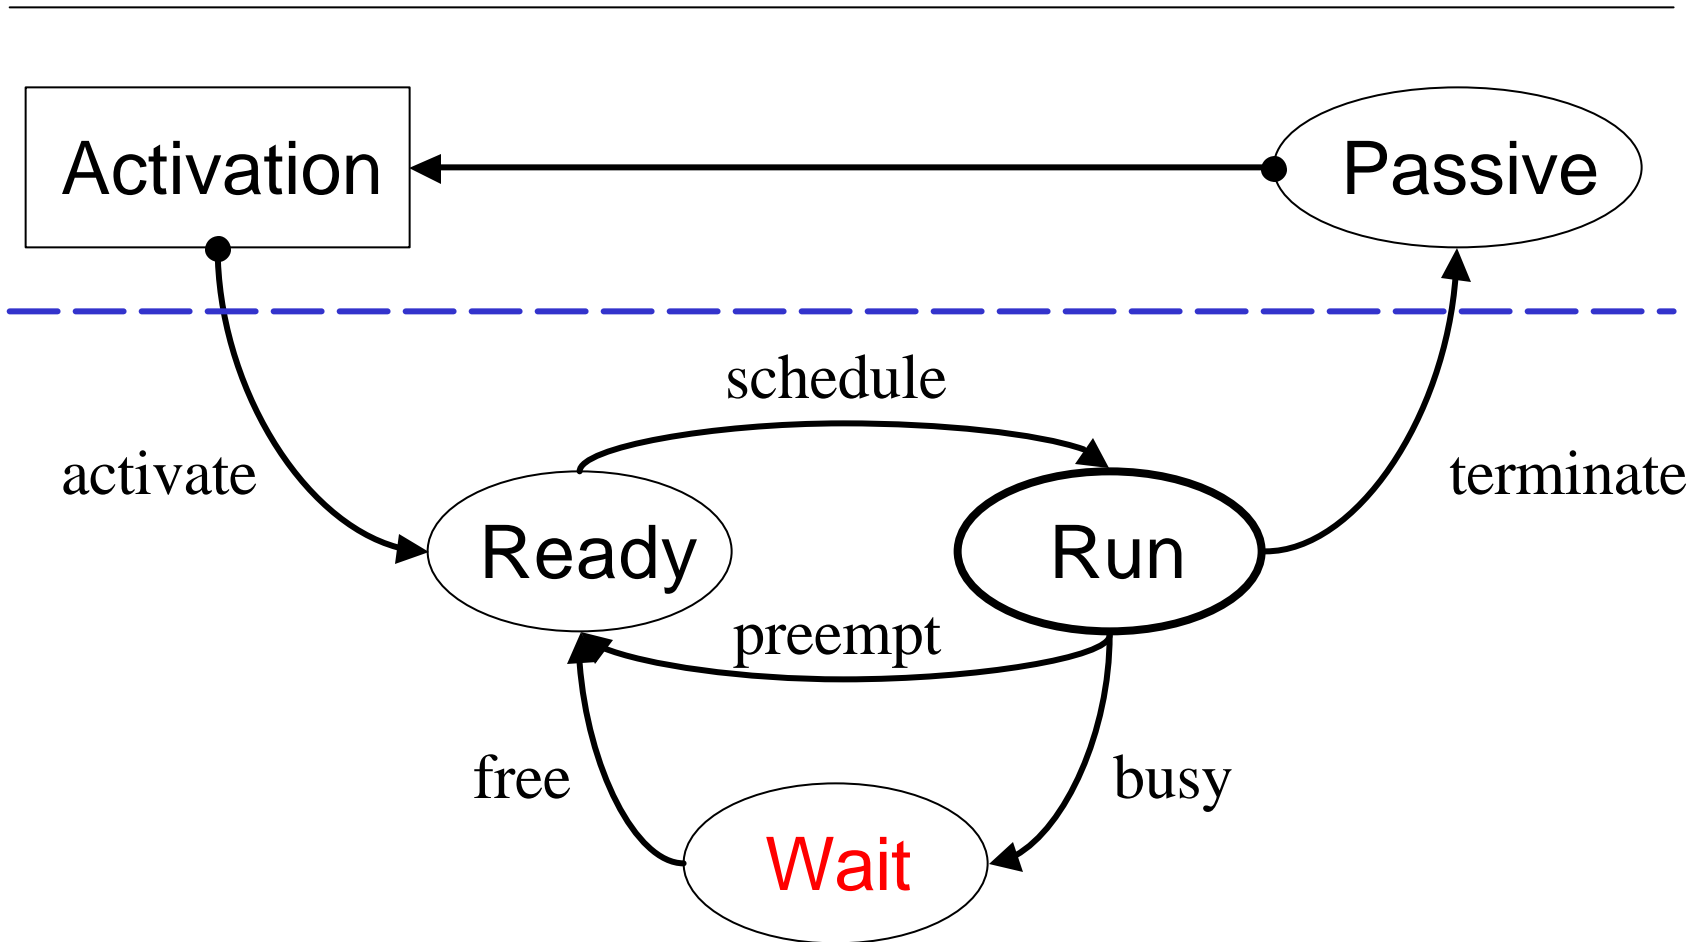 Activation
Passive
schedule
activate
terminate
Ready
Run
preempt
free
busy
Wait